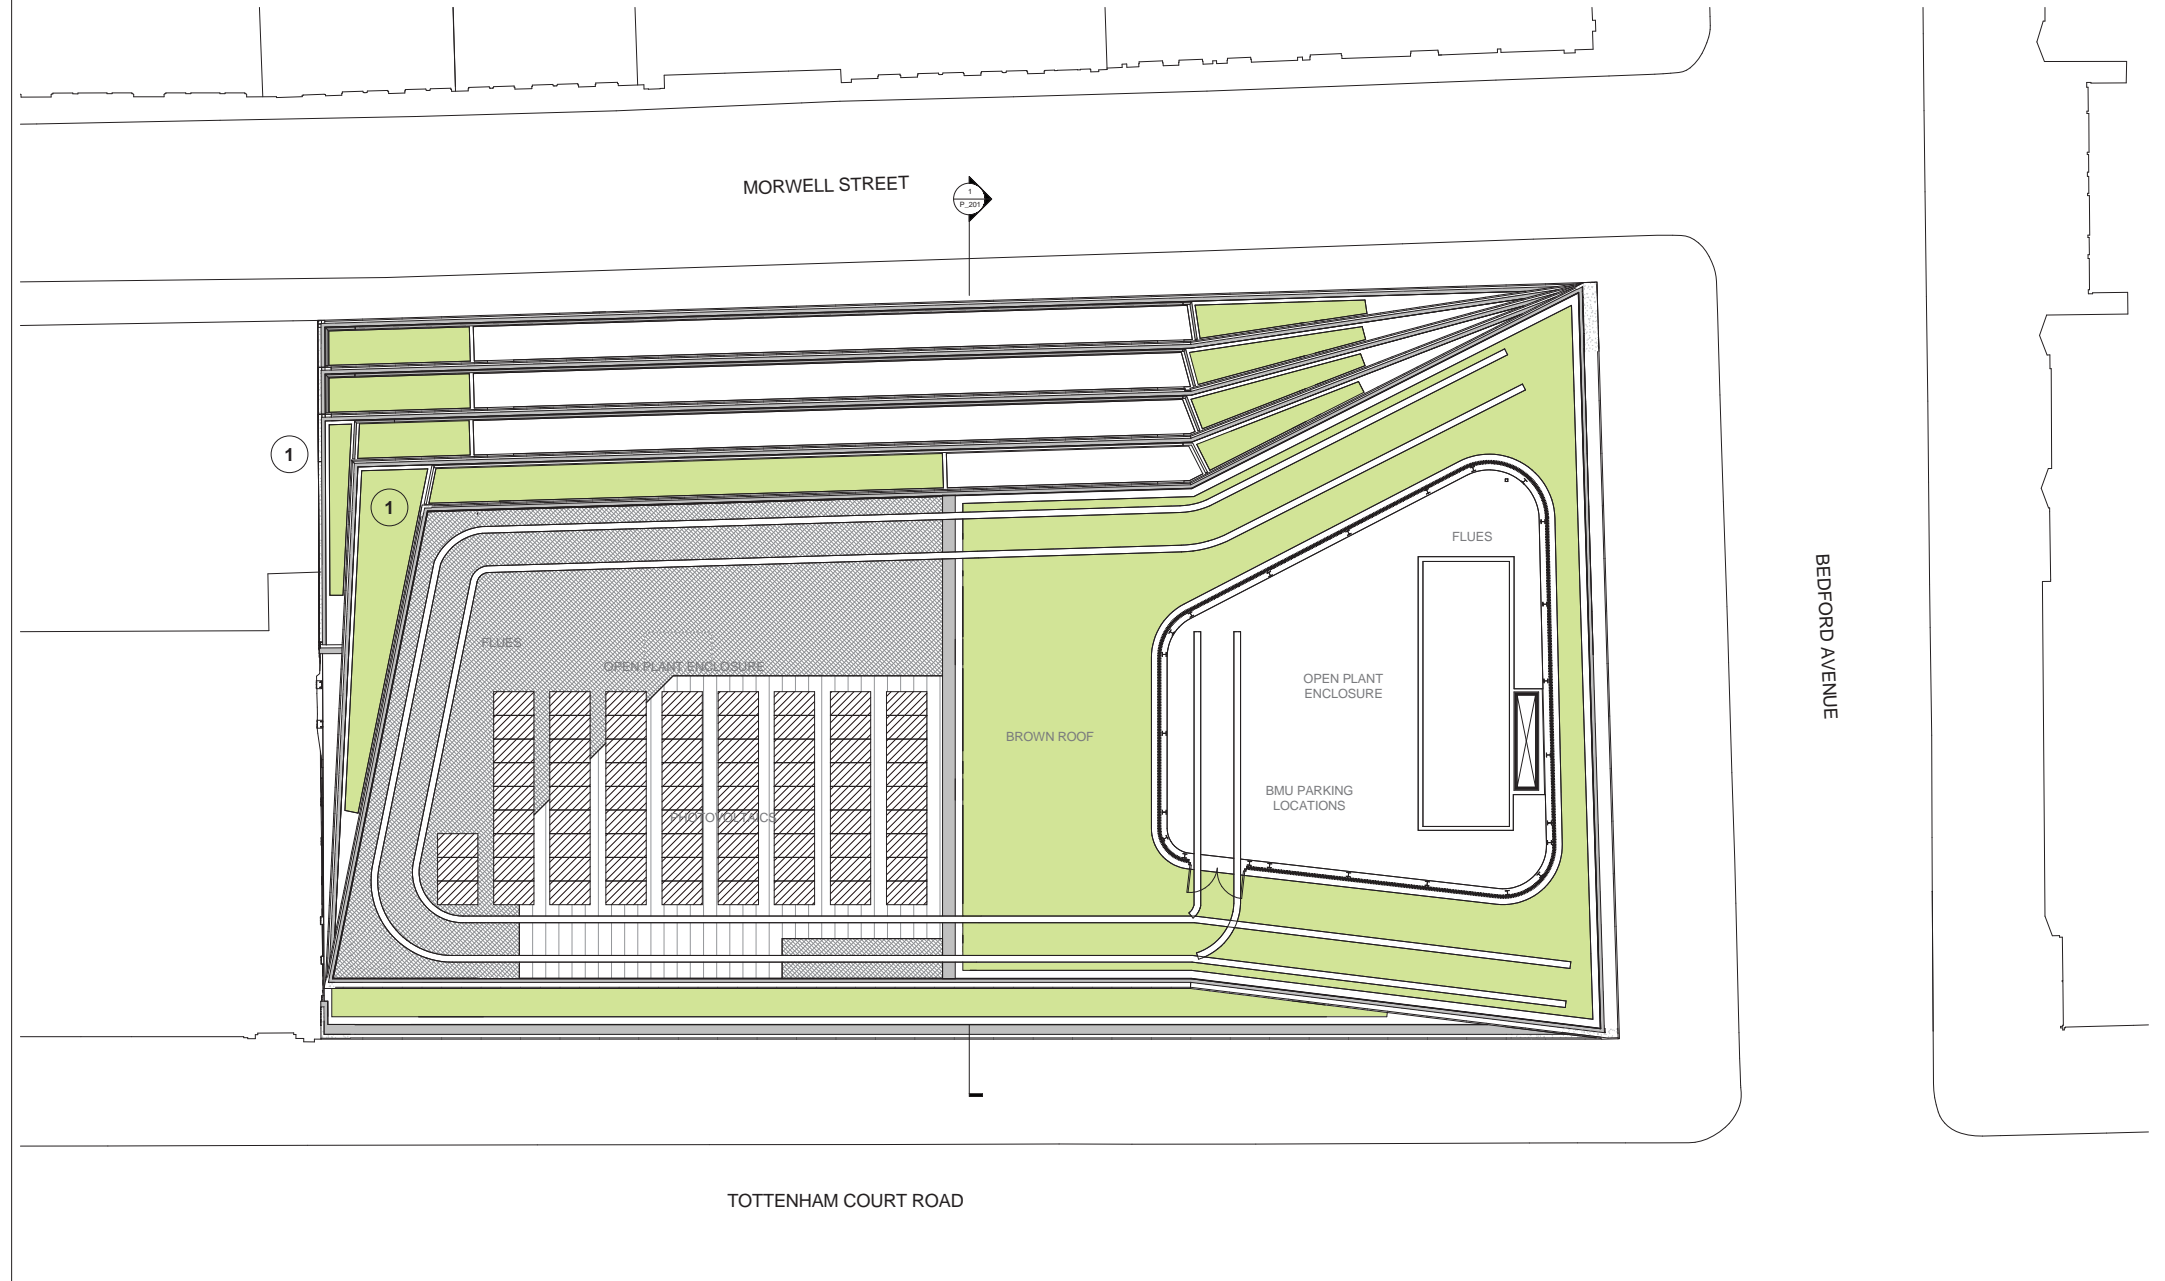 MORWELL STREET
1
P_201
1
1
FLUES
BEDFORD AVENUE
FLUES
OPEN PLANT ENCLOSURE
OPEN PLANT
ENCLOSURE
BROWN ROOF
BMU PARKING
LOCATIONS
PHOTOVOLTAICS
TOTTENHAM COURT ROAD